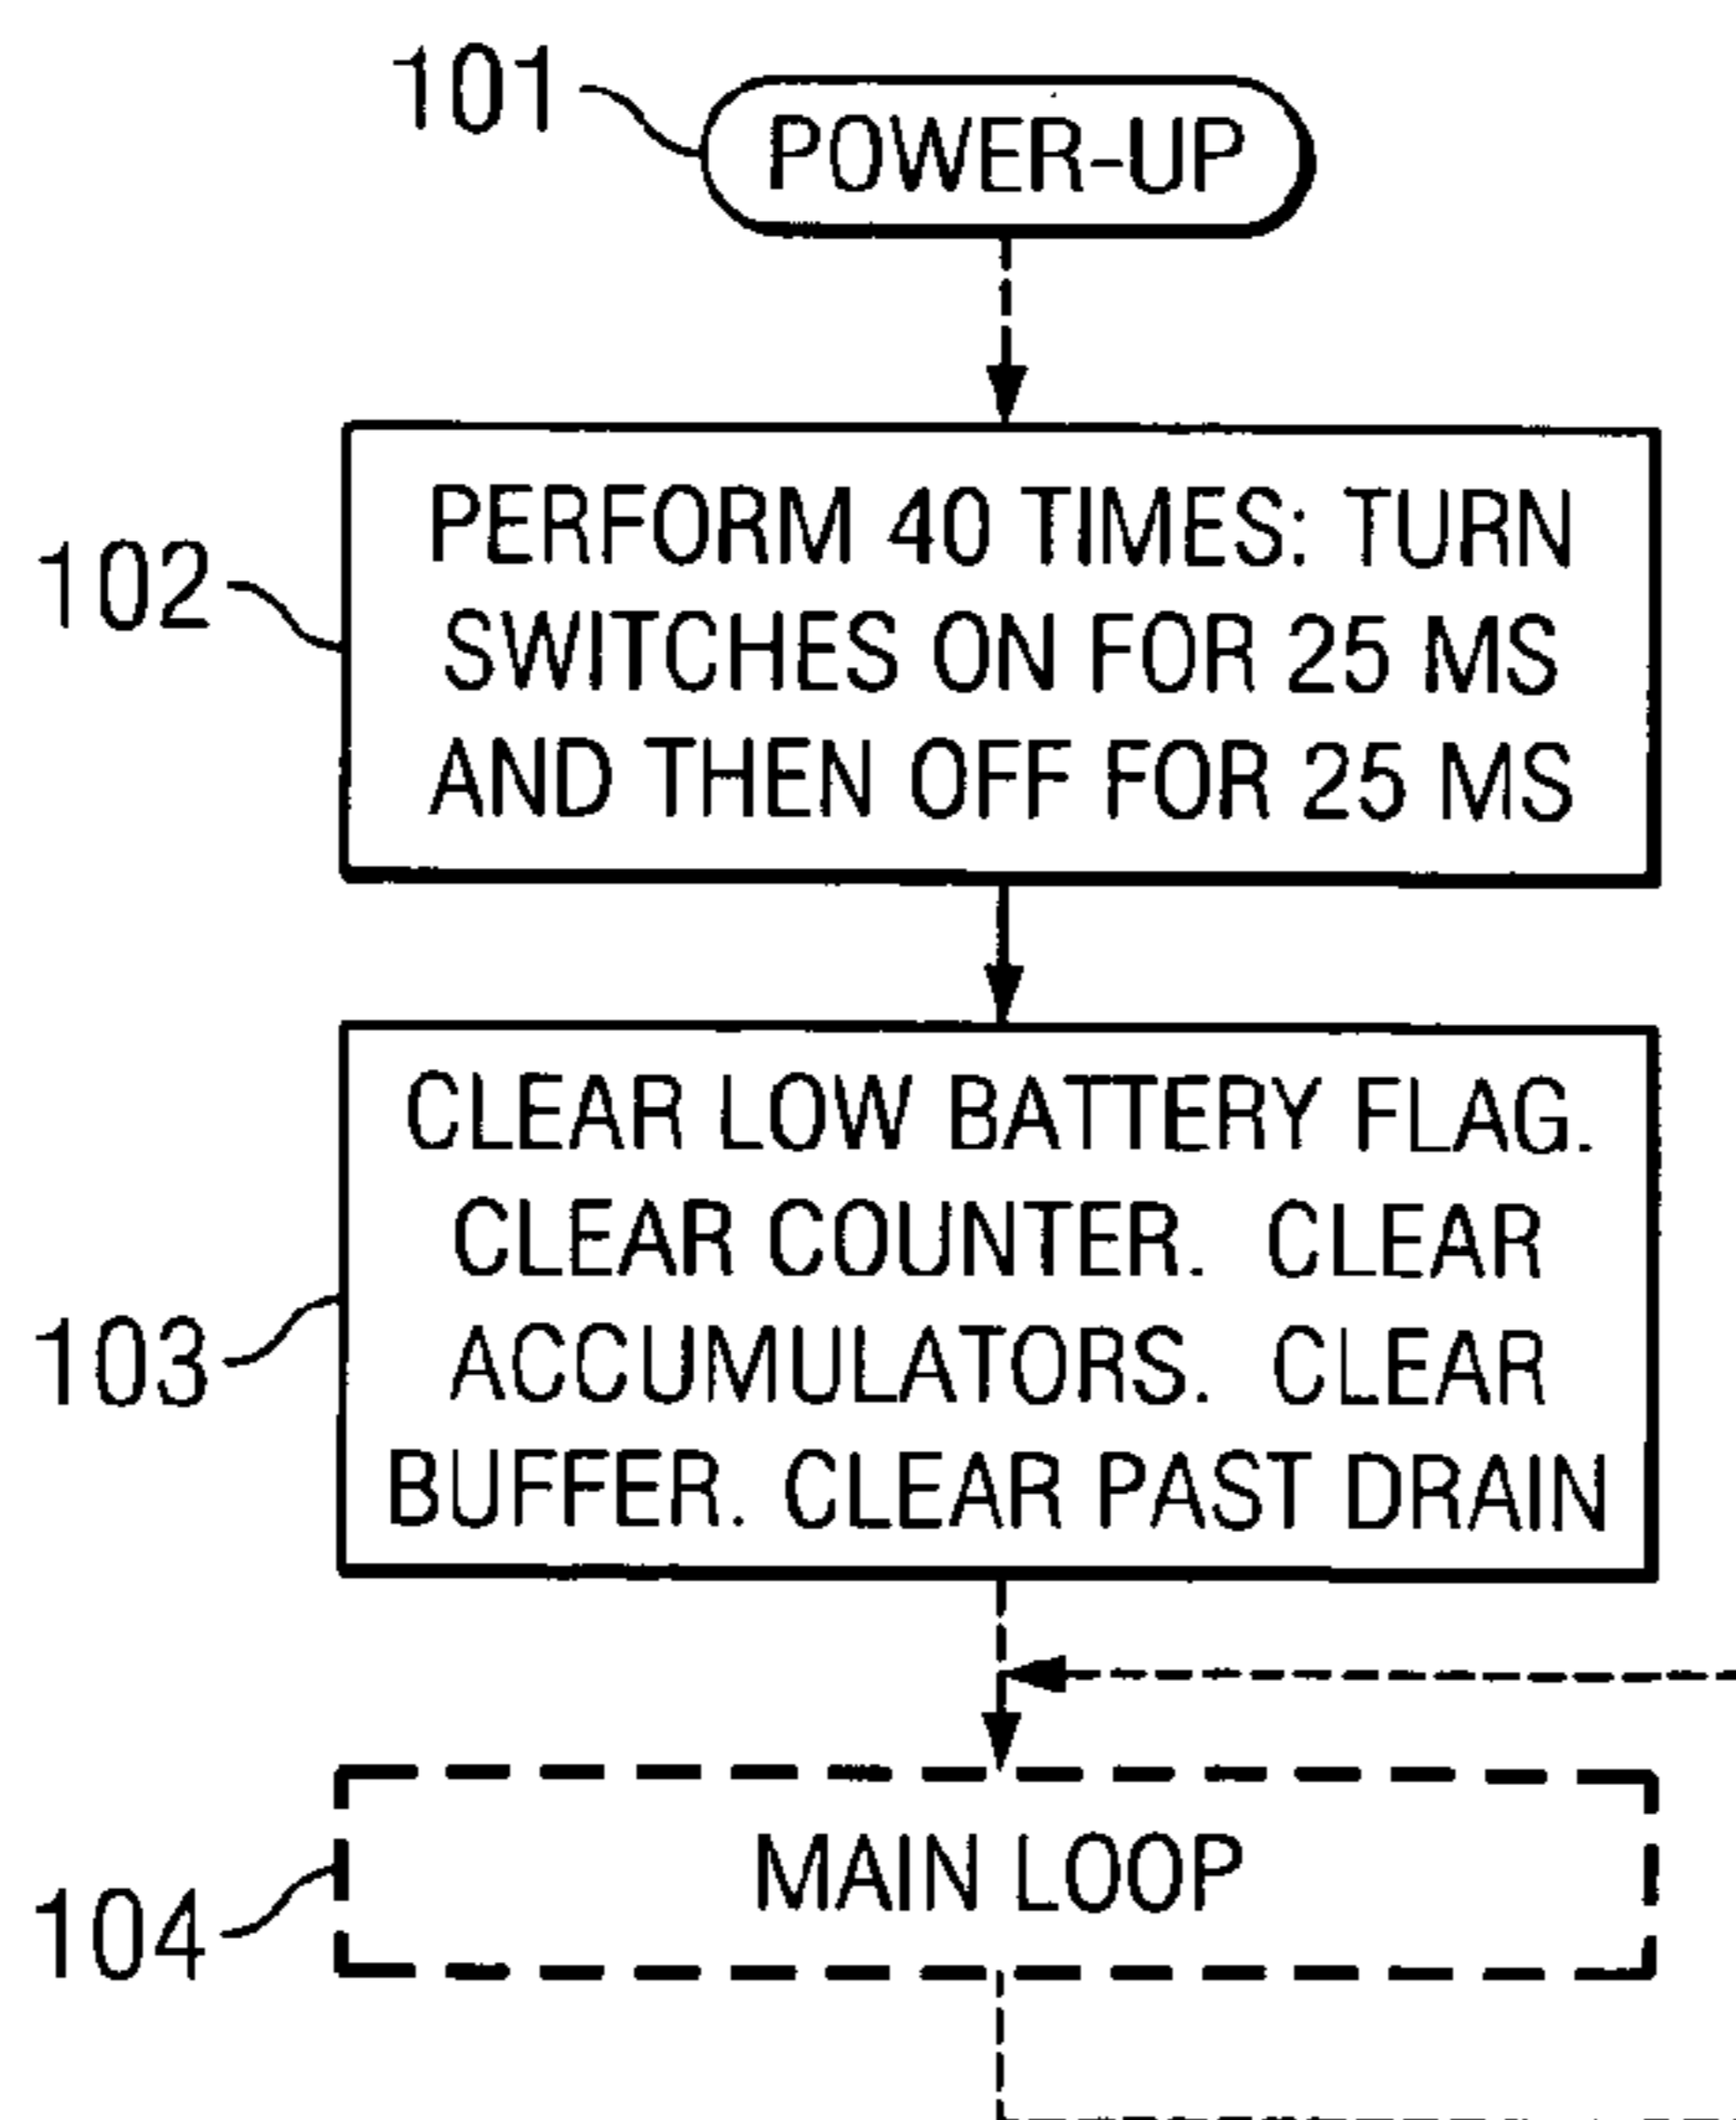 101
POWER-UP
102
PERFORM 40 TIMES: TURN
SWITCHES ON FOR 25 MS
AND THEN OFF FOR 25 MS
103
CLEAR LOW BATTERY FLAG.
CLEAR COUNTER. CLEAR
ACCUMULATORS. CLEAR
BUFFER. CLEAR PAST DRAIN
104
MAIN LOOP